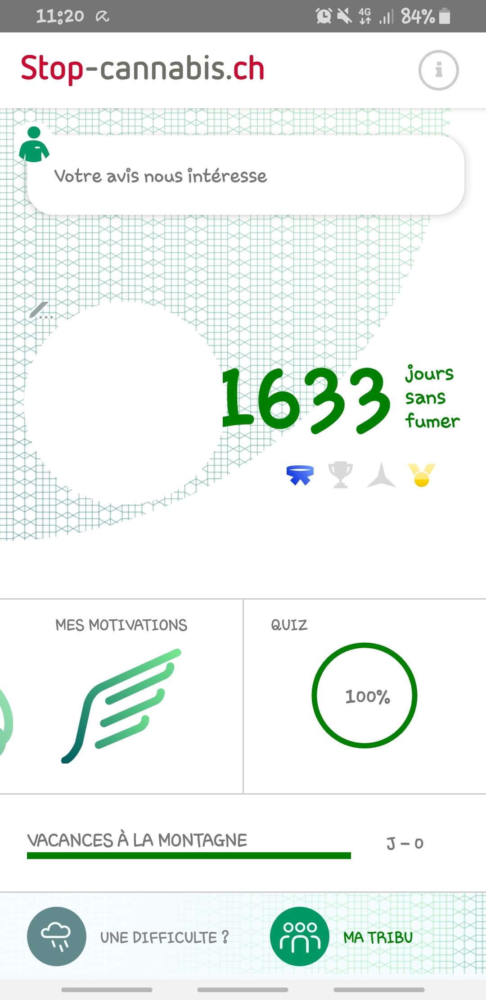 11:20
4G
84%
Stop-cannabis.ch
Votre avis nous intéresse
1633
jours
sans
fumer
MES MOTIVATIONS
QUIZ
100%
VACANCES À LA MONTAGNE
J - 0
UNE DIFFICULTE ?
MA TRIBU